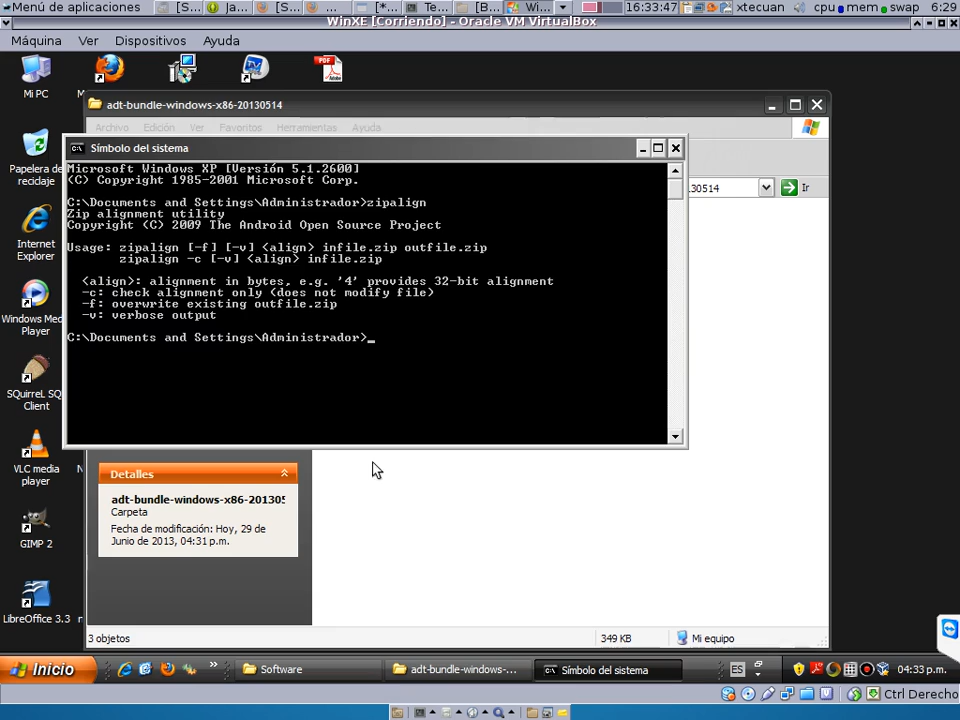 Menú de aplicaciones
[S...
Ja...
[S...
...
[*...
Te...
[S...
Wi...
16:33:47
xtecuan
cpu mem swap
6:29
WinXE [Corriendo] - Oracle VM VirtualBox
Máquina Ver Dispositivos Ayuda
Mi PC
PDF
adt-bundle-windows-x86-20130514
Archivo Edición Ver Favoritos Herramientas Ayuda
Símbolo del sistema
30514
Ir
Microsoft Windows XP [Versión 5.1.2600]
(C) Copyright 1985-2001 Microsoft Corp.
C:\Documents and Settings\Administrador>zipalign
Zip alignment utility
Copyright (C) 2009 The Android Open Source Project
Usage: zipalign [-f] [-v] <align> infile.zip outfile.zip
zipalign -c [-v] <align> infile.zip
<align>: alignment in bytes, e.g. '4' provides 32-bit alignment
-c: check alignment only (does not modify file)
-f: overwrite existing outfile.zip
-v: verbose output
C:\Documents and Settings\Administrador>_
Papelera de
reciclaje
Internet
Explorer
Windows Med
Player
SQuirreL SQ
Client
VLC media
player
GIMP 2
LibreOffice 3.3
Detalles
adt-bundle-windows-x86-201305
Carpeta
Fecha de modificación: Hoy, 29 de
Junio de 2013, 04:31 p.m.
3 objetos
349 KB
Mi equipo
Inicio
Software
adt-bundle-windows-...
Símbolo del sistema
ES
04:33 p.m.
Ctrl Derecho